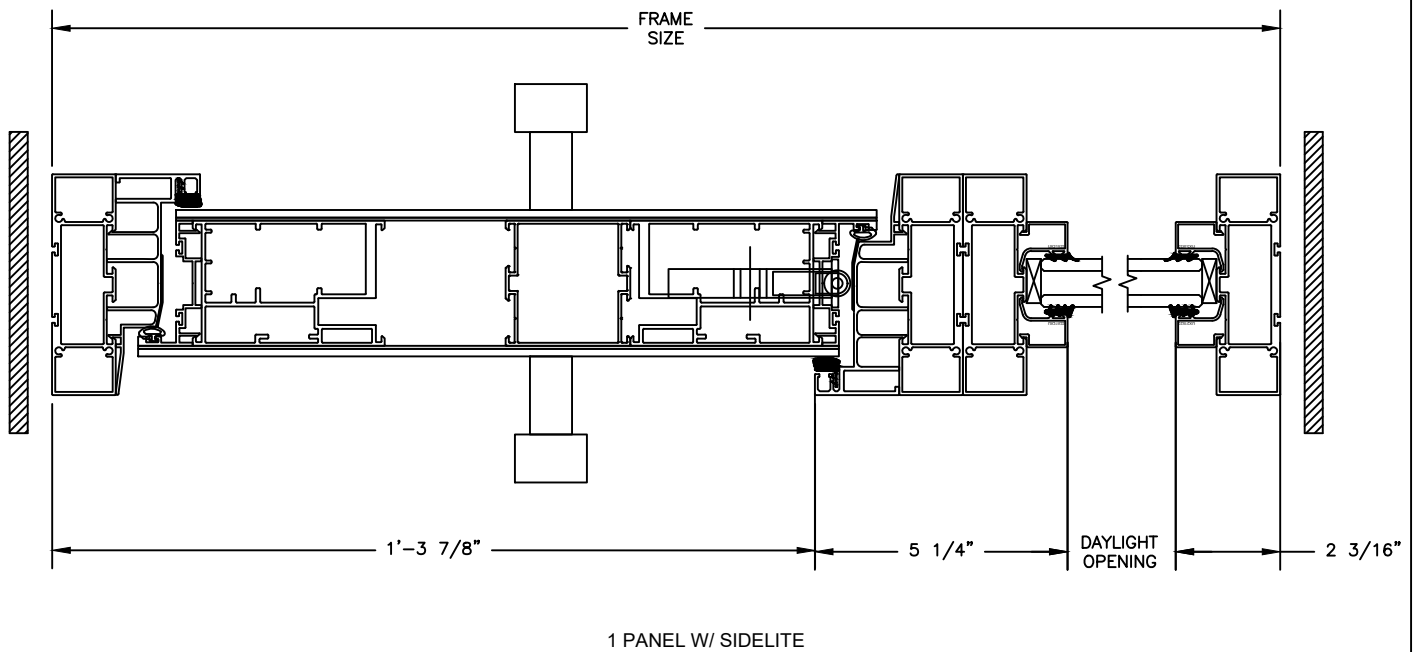 FRAME
SIZE
1'-3 7/8"
5 1/4"
DAYLIGHT
OPENING
2 3/16"
1 PANEL W/ SIDELITE